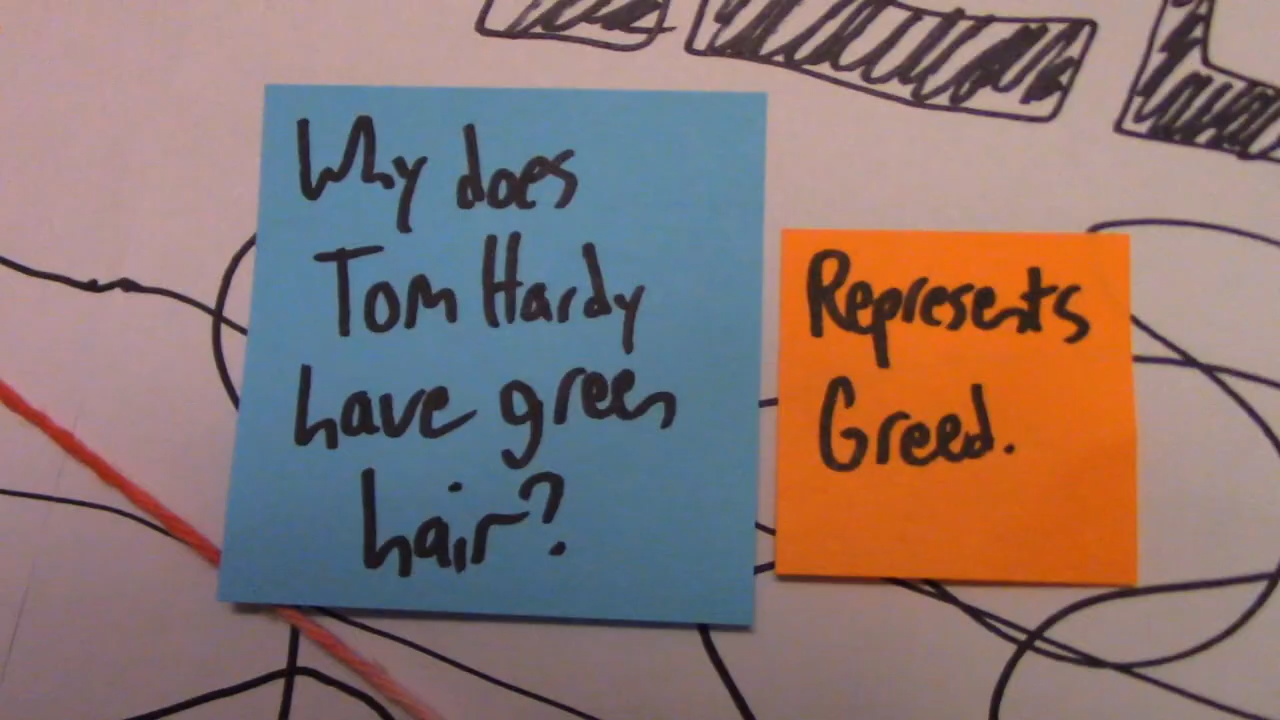 Why does
Tom Hardy
have green
hair?
Represents
Greed.